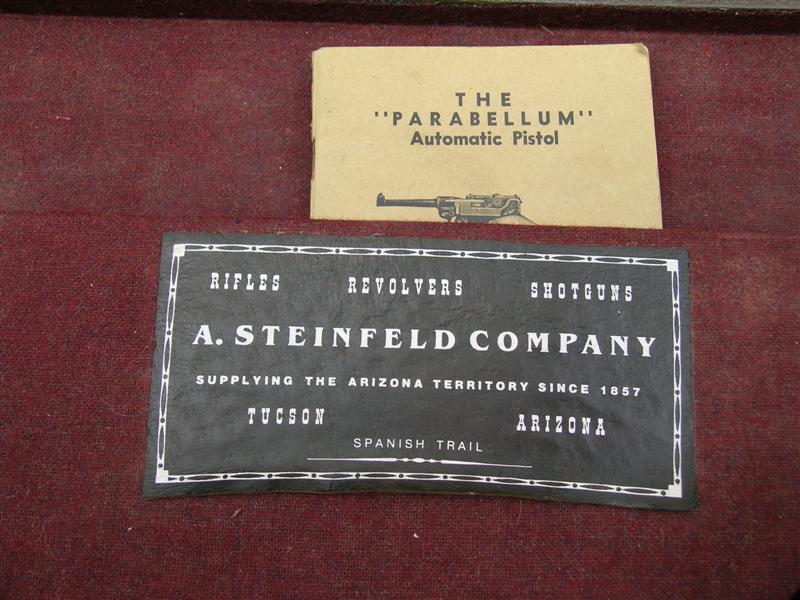 THE
"PARABELLUM"
Automatic Pistol
RIFLES REVOLVERS SHOTGUNS
A. STEINFELD COMPANY
SUPPLYING THE ARIZONA TERRITORY SINCE 1857
TUCSON ARIZONA
SPANISH TRAIL